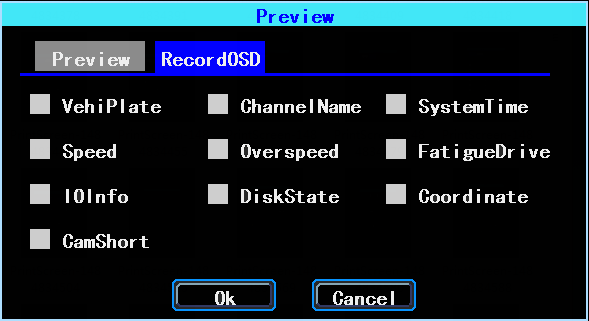 Preview
Preview RecordOSD
VehiPlate ChannelName SystemTime
Speed Overspeed FatigueDrive
IOInfo DiskState Coordinate
CamShort
Ok Cancel